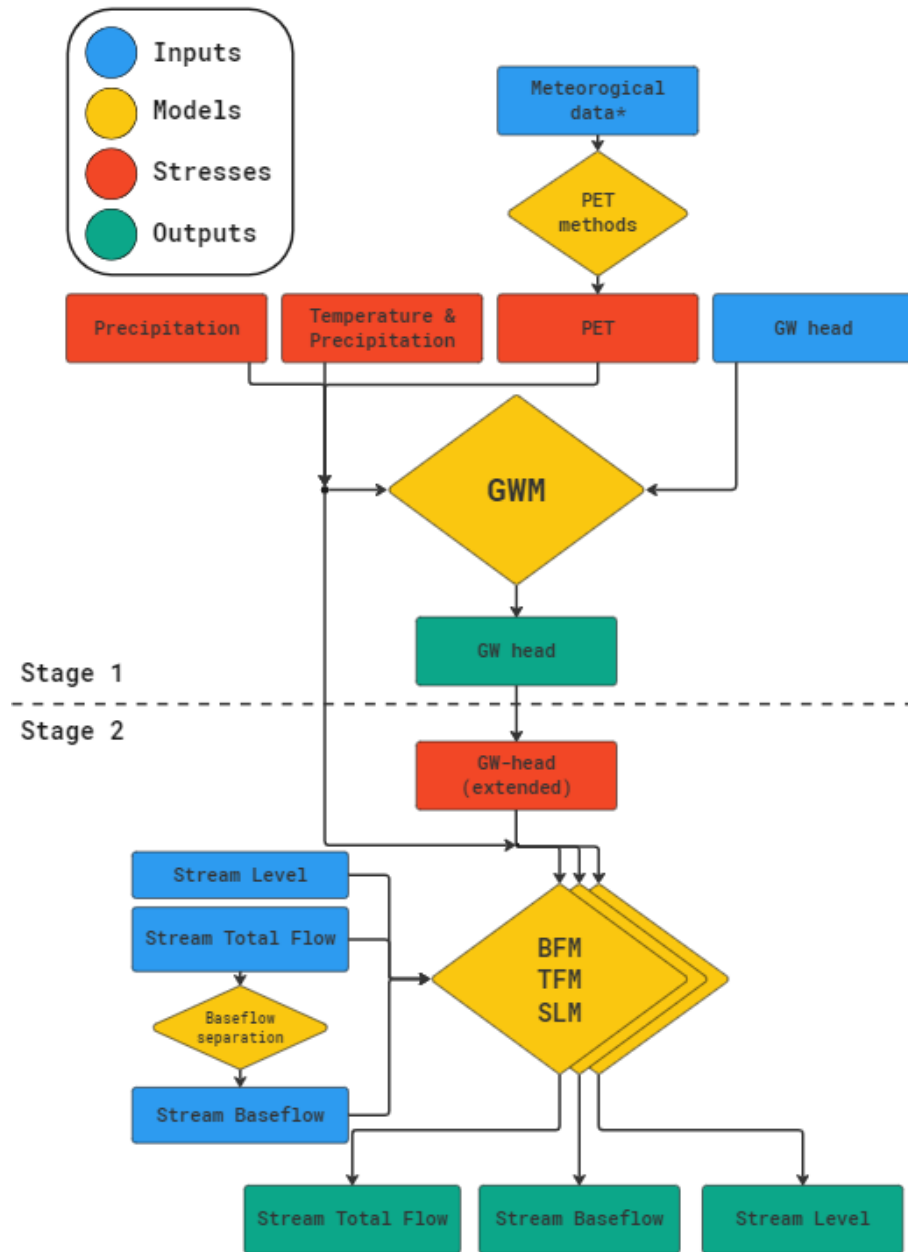 Inputs
Models
Stresses
Outputs
Meteorogical
data*
PET
methods
Precipitation
Temperature &
Precipitation
PET
GW head
GWM
GW head
Stage 1
Stage 2
GW-head
(extended)
Stream Level
Stream Total Flow
Baseflow
separation
Stream Baseflow
BFM
TFM
SLM
Stream Total Flow
Stream Baseflow
Stream Level